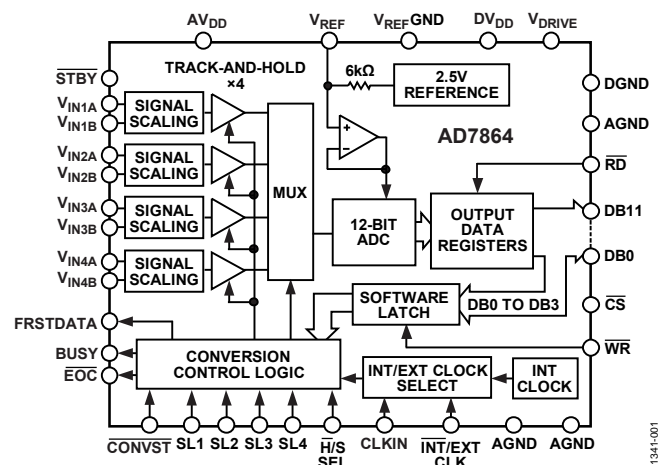 AVDD VREF VREFGND DVDD VDRIVE
STBY
TRACK-AND-HOLD
×4
6kΩ
2.5V
REFERENCE
DGND
VIN1A
VIN1B
SIGNAL
SCALING
AD7864
AGND
VIN2A
VIN2B
SIGNAL
SCALING
RD
MUX
VIN3A
VIN3B
SIGNAL
SCALING
12-BIT
ADC
OUTPUT
DATA
REGISTERS
DB11
VIN4A
VIN4B
SIGNAL
SCALING
DB0
SOFTWARE
LATCH
DB0 TO DB3
CS
FRSTDATA
WR
BUSY
EOC
CONVERSION
CONTROL LOGIC
INT/EXT CLOCK
SELECT
INT
CLOCK
CONVST SL1 SL2 SL3 SL4 H/S
SEL
CLKIN INT/EXT
CLK
AGND AGND
1341-001